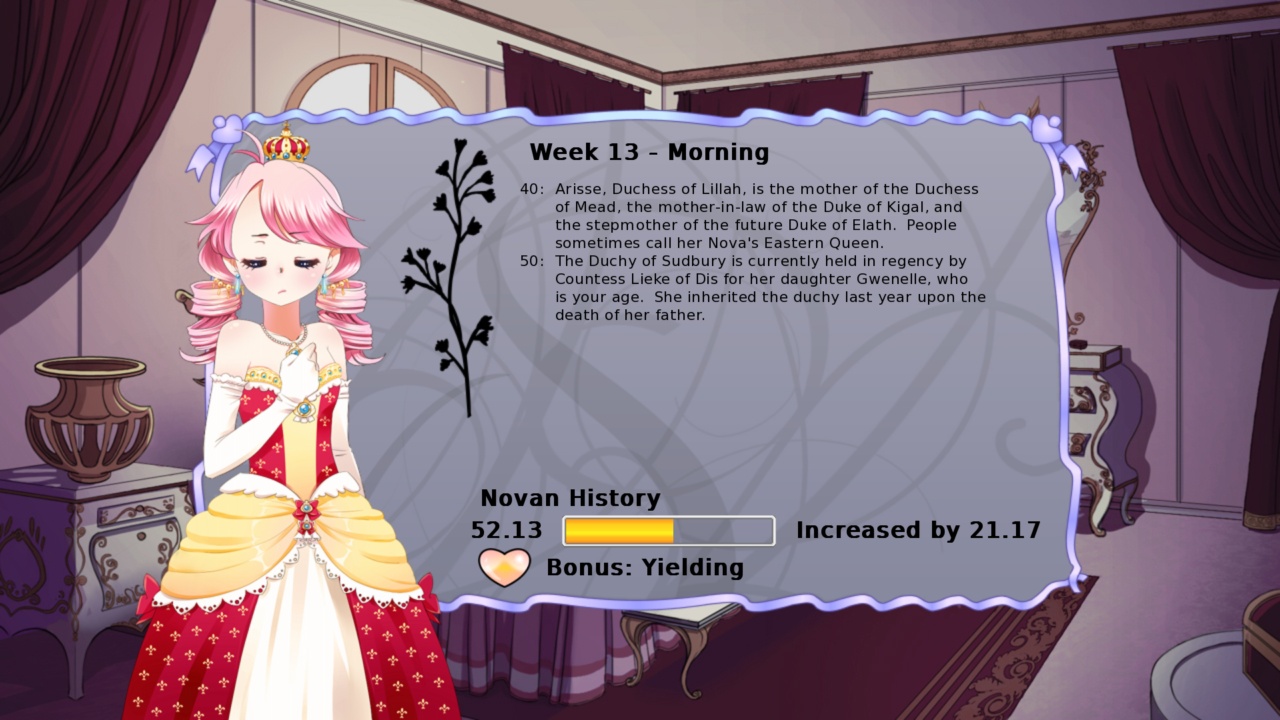 Week 13 - Morning
40: Arisse, Duchess of Lillah, is the mother of the Duchess
of Mead, the mother-in-law of the Duke of Kigal, and
the stepmother of the future Duke of Elath.  People
sometimes call her Nova's Eastern Queen.
50: The Duchy of Sudbury is currently held in regency by
Countess Lieke of Dis for her daughter Gwenelle, who
is your age.  She inherited the duchy last year upon the
death of her father.
Novan History
52.13 Increased by 21.17
Bonus: Yielding